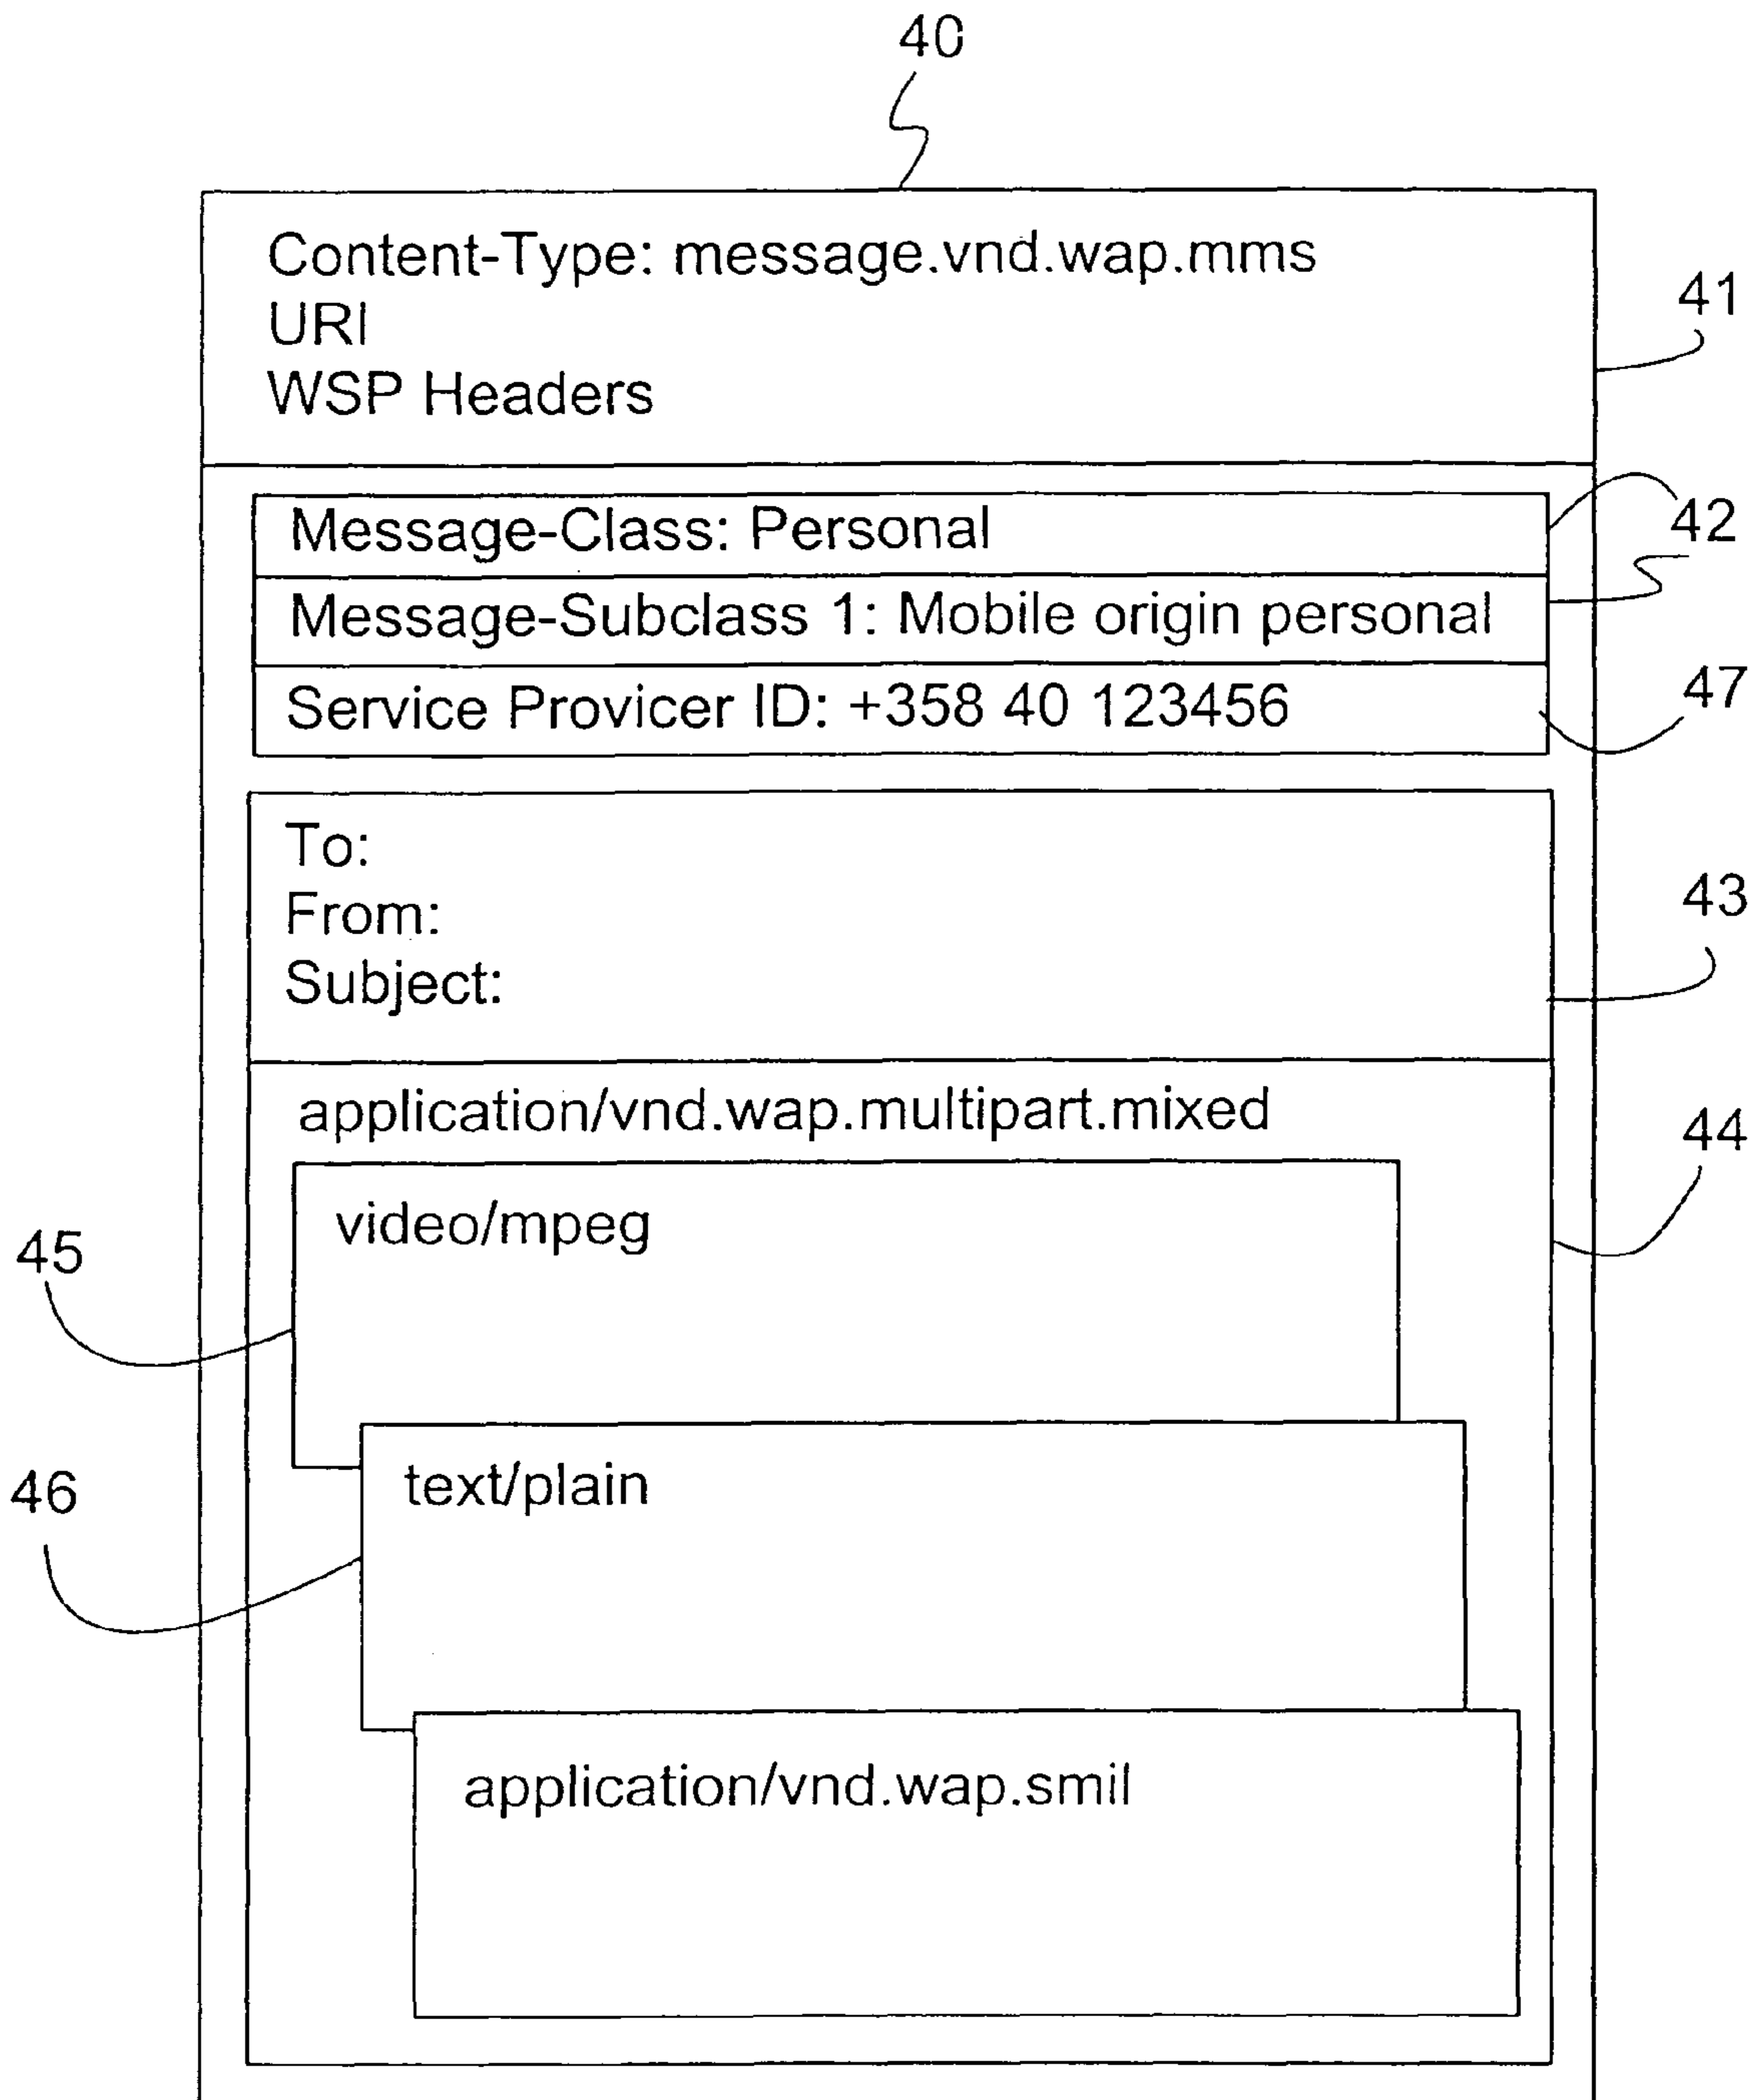 40
Content-Type: message.vnd.wap.mms
URI
WSP Headers
41
Message-Class: Personal
42
Message-Subclass 1: Mobile origin personal
Service Provicer ID: +358 40 123456
47
To:
From:
Subject:
43
application/vnd.wap.multipart.mixed
44
video/mpeg
45
text/plain
46
application/vnd.wap.smil